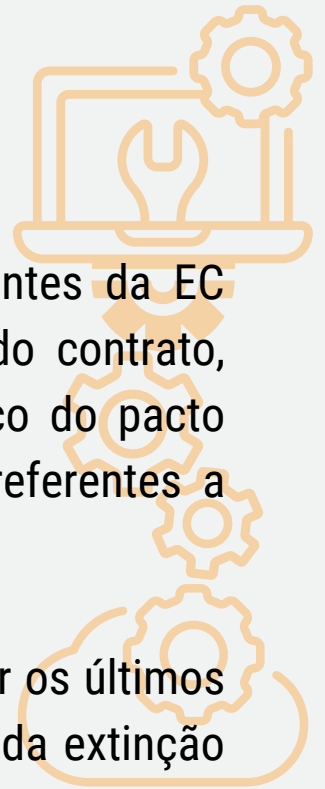 ntes da EC
do contrato,
co do pacto
referentes a
r os últimos
da extinção